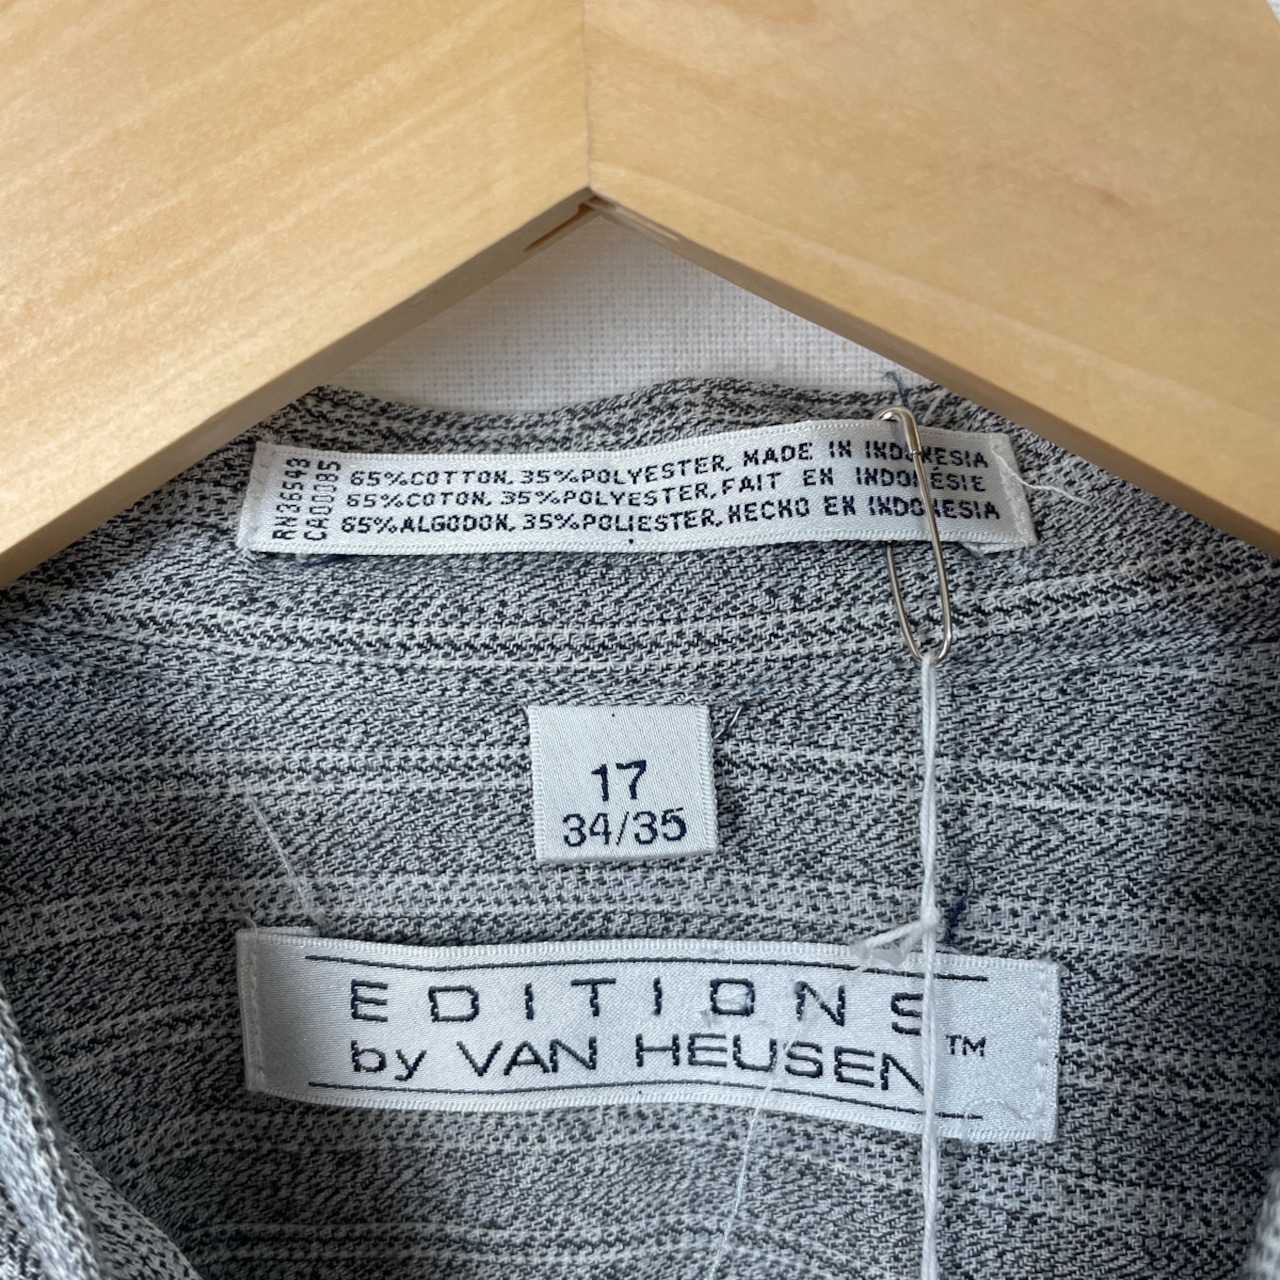 RN36543
CA00085
65%COTTON, 35%POLYESTER, MADE IN INDONESIA
65%COTON, 35%POLYESTER, FAIT EN INDONÉSIE
65%ALGODON, 35%POLIESTER, HECHO EN INDONESIA
17
34/35
EDITIONS
by VAN HEUSEN™